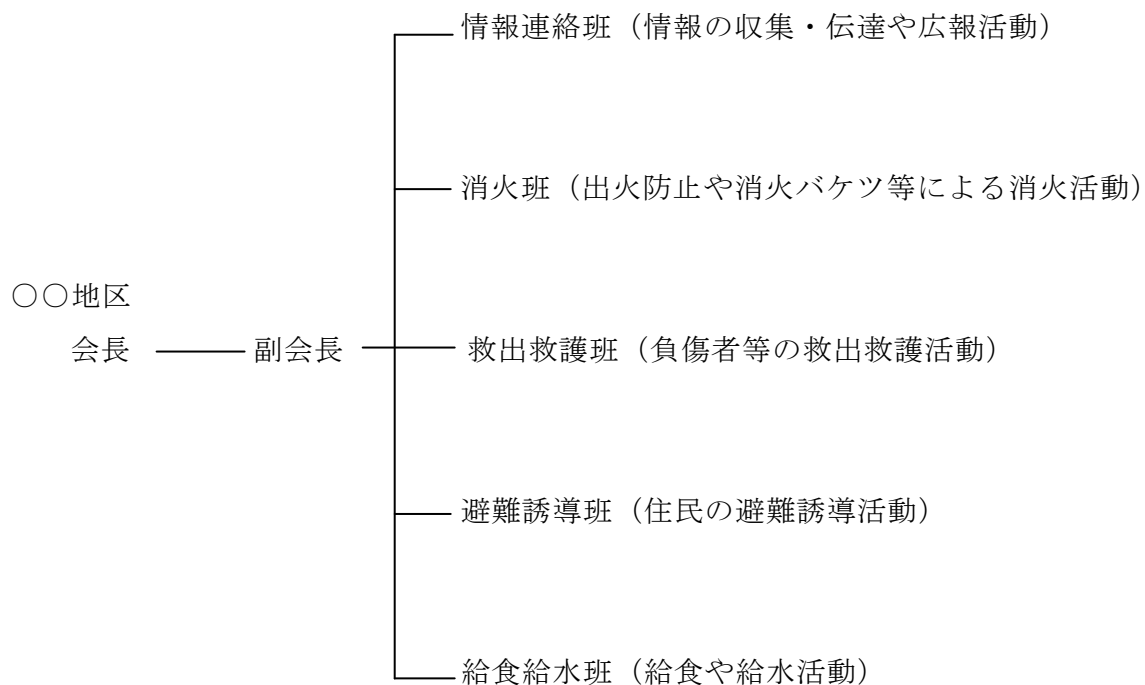 情報連絡班（情報の収集・伝達や広報活動）
消火班（出火防止や消火バケツ等による消火活動）
○○地区
会長 副会長 救出救護班（負傷者等の救出救護活動）
避難誘導班（住民の避難誘導活動）
給食給水班（給食や給水活動）